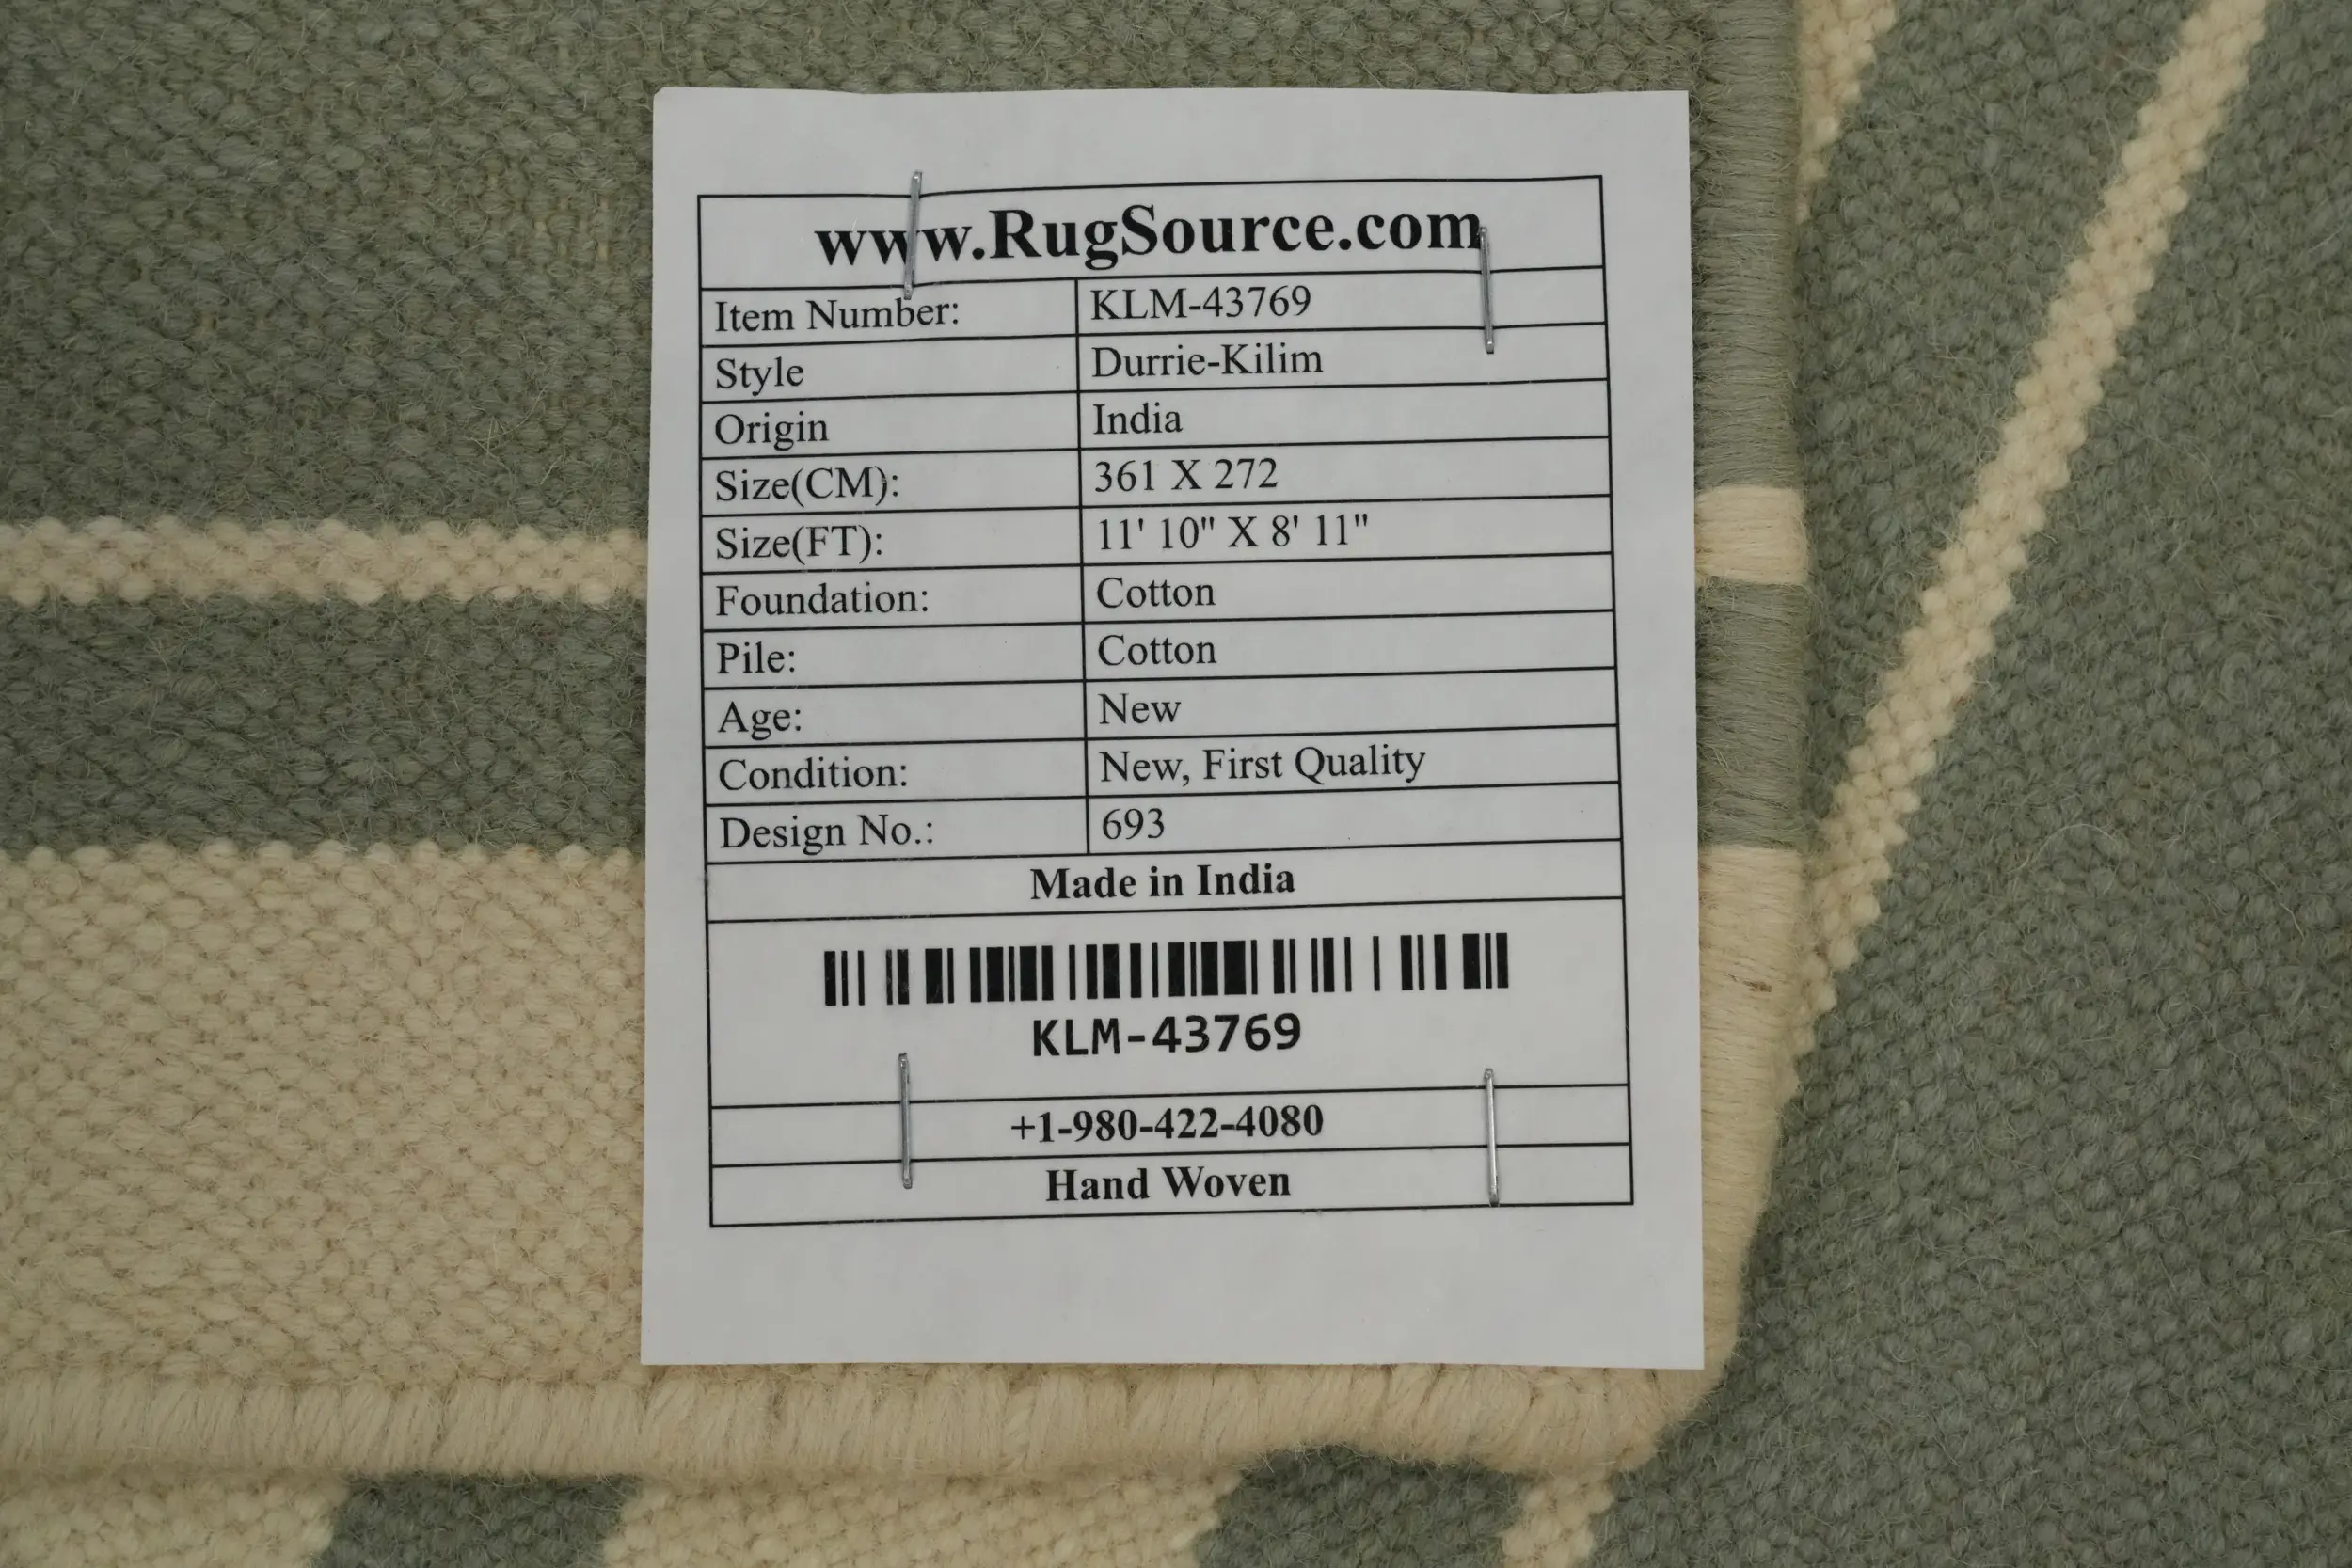 www.RugSource.com
Item Number: KLM-43769
Style Durrie-Kilim
Origin India
Size(CM): 361 X 272
Size(FT): 11' 10" X 8' 11"
Foundation: Cotton
Pile: Cotton
Age: New
Condition: New, First Quality
Design No.: 693
Made in India
KLM-43769
+1-980-422-4080
Hand Woven